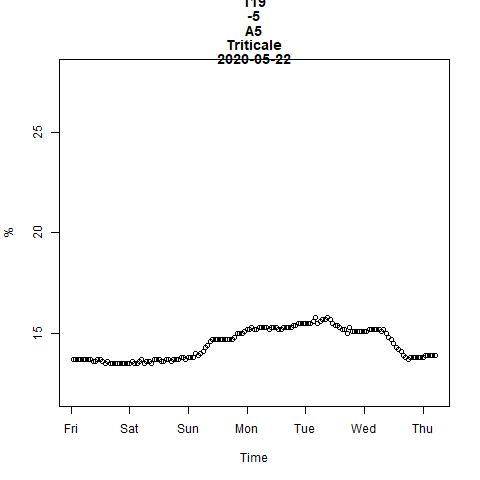 T19
-5
A5
Triticale
2020-05-22
25
20
15
%
Fri Sat Sun Mon Tue Wed Thu
Time